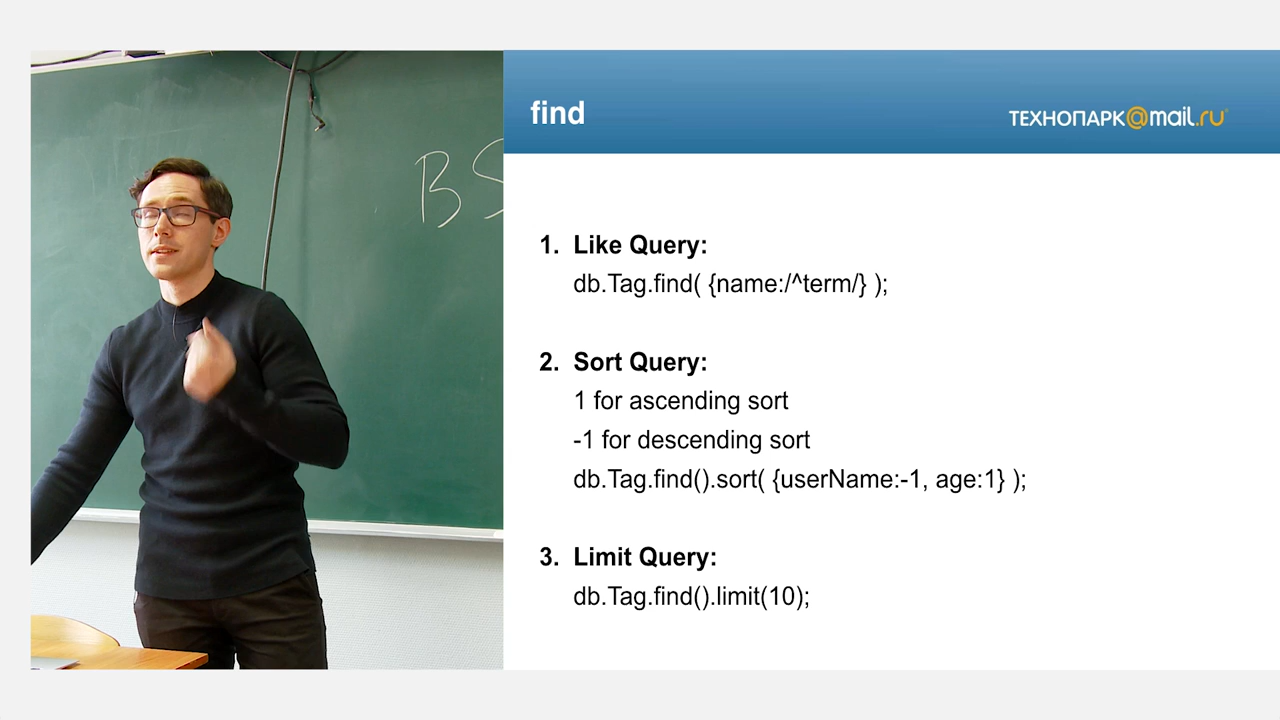 BS
find
ТЕХНОПАРК@mail.ru
1. Like Query:
db.Tag.find( {name:/^term/} );
2. Sort Query:
1 for ascending sort
-1 for descending sort
db.Tag.find().sort( {userName:-1, age:1} );
3. Limit Query:
db.Tag.find().limit(10);